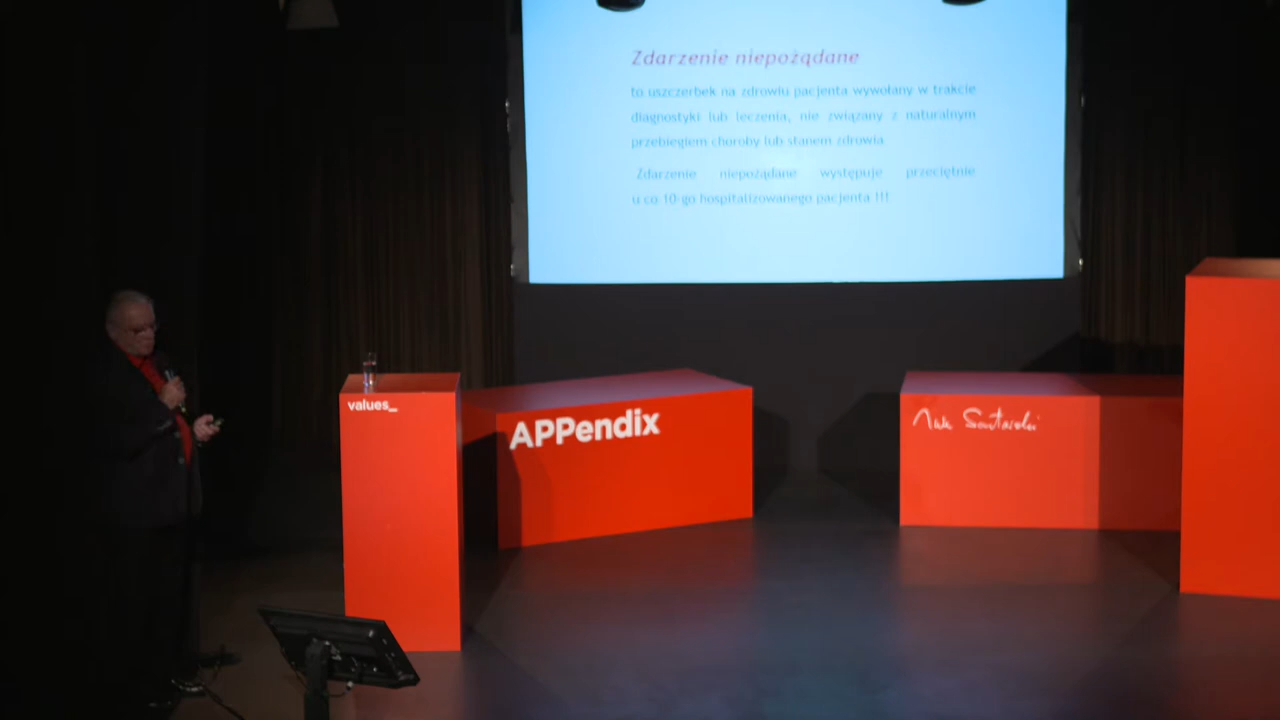 Zdarzenie niepożądane
to uszczerbek na zdrowiu pacjenta wywołany w trakcie
diagnostyki lub leczenia, nie związany z naturalnym
przebiegiem choroby lub stanem zdrowia
Zdarzenie niepożądane występuje przeciętnie
u co 10-go hospitalizowanego pacjenta !!!
values_
APPendix